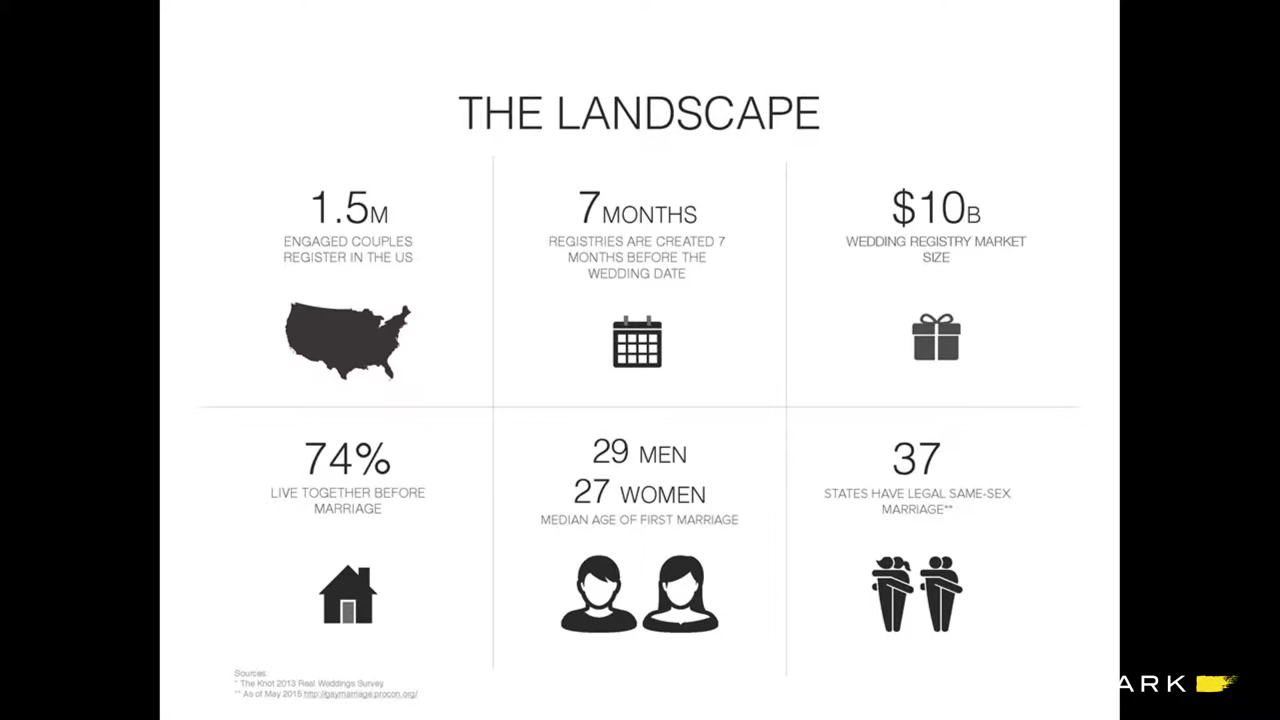 THE LANDSCAPE
1.5M
ENGAGED COUPLES
REGISTER IN THE US
7 MONTHS
REGISTRIES ARE CREATED 7
MONTHS BEFORE THE
WEDDING DATE
$10B
WEDDING REGISTRY MARKET
SIZE
74%
LIVE TOGETHER BEFORE
MARRIAGE
29 MEN
27 WOMEN
MEDIAN AGE OF FIRST MARRIAGE
37
STATES HAVE LEGAL SAME-SEX
MARRIAGE**
Sources:
* The Knot 2013 Real Weddings Survey
** As of May 2015 http://gaymarriage.procon.org/
ARK